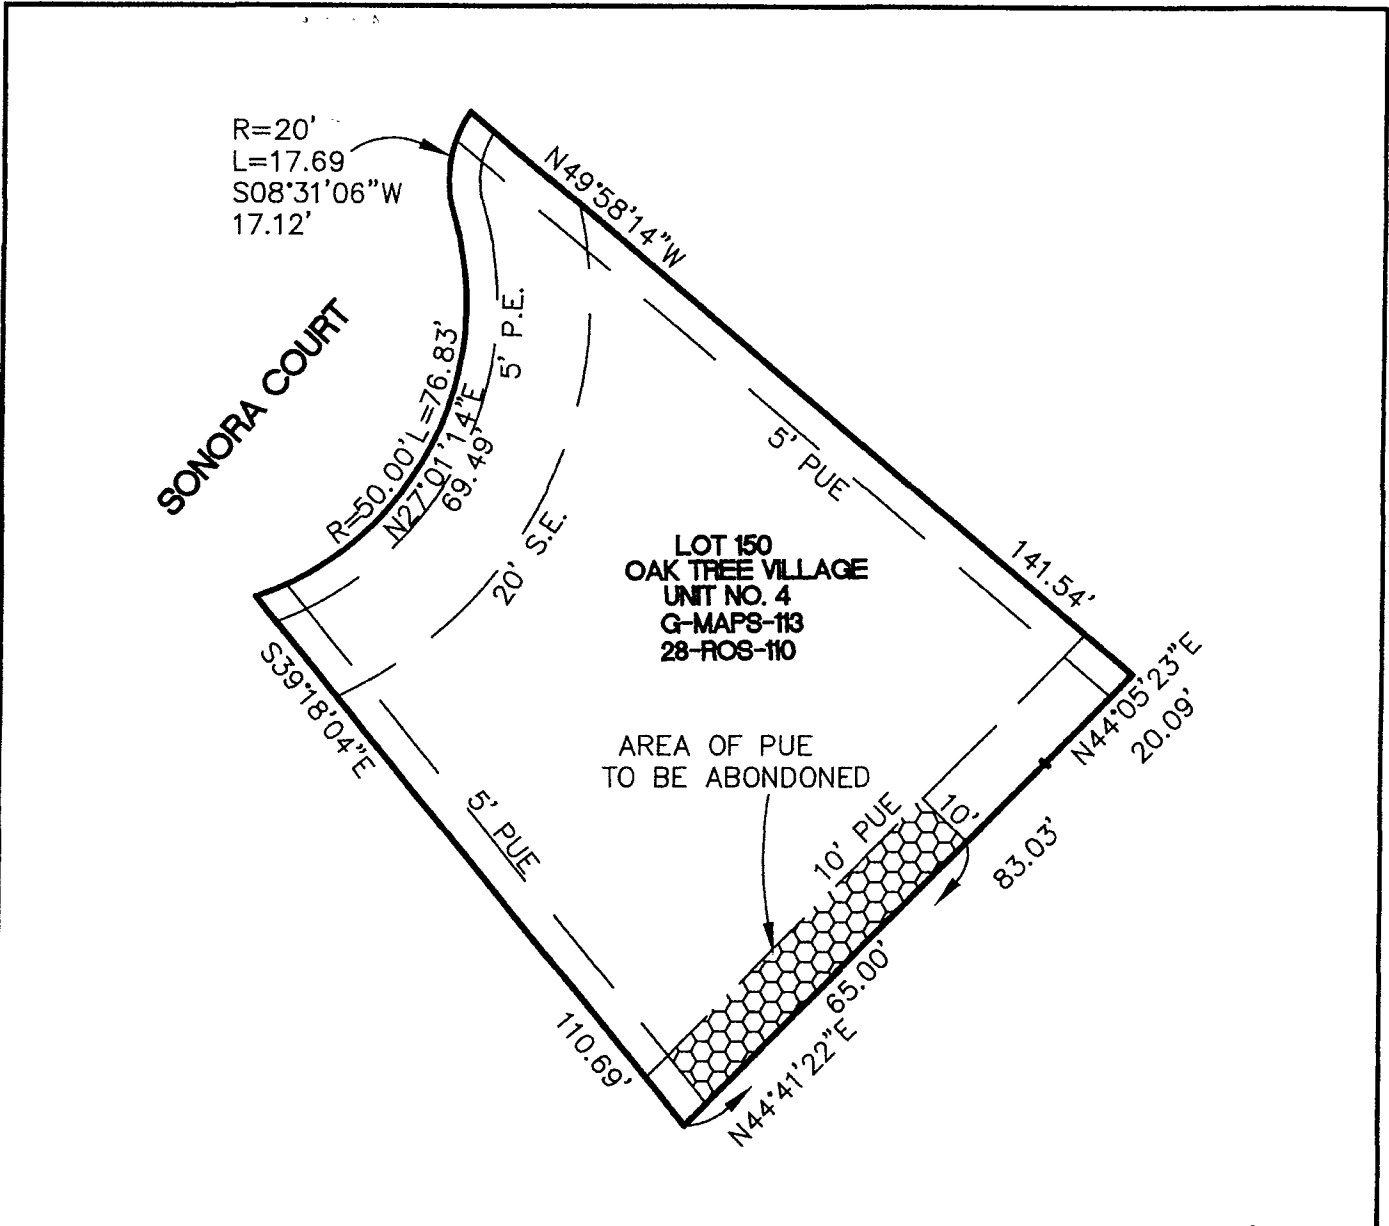 R=20'
L=17.69
S08°31'06"W
17.12'
N49°58'14"W
SONORA COURT
5' P.E.
R=50.00' L=76.83'
N27°01'14"E
69.49'
20' S.E.
5' PUE
141.54'
LOT 150
OAK TREE VILLAGE
UNIT NO. 4
G-MAPS-113
28-ROS-110
S39°18'04"E
N44°05'23"E
20.09'
AREA OF PUE
TO BE ABONDONED
5' PUE
10' PUE
10'
83.03'
65.00'
110.69'
N44°41'22"E